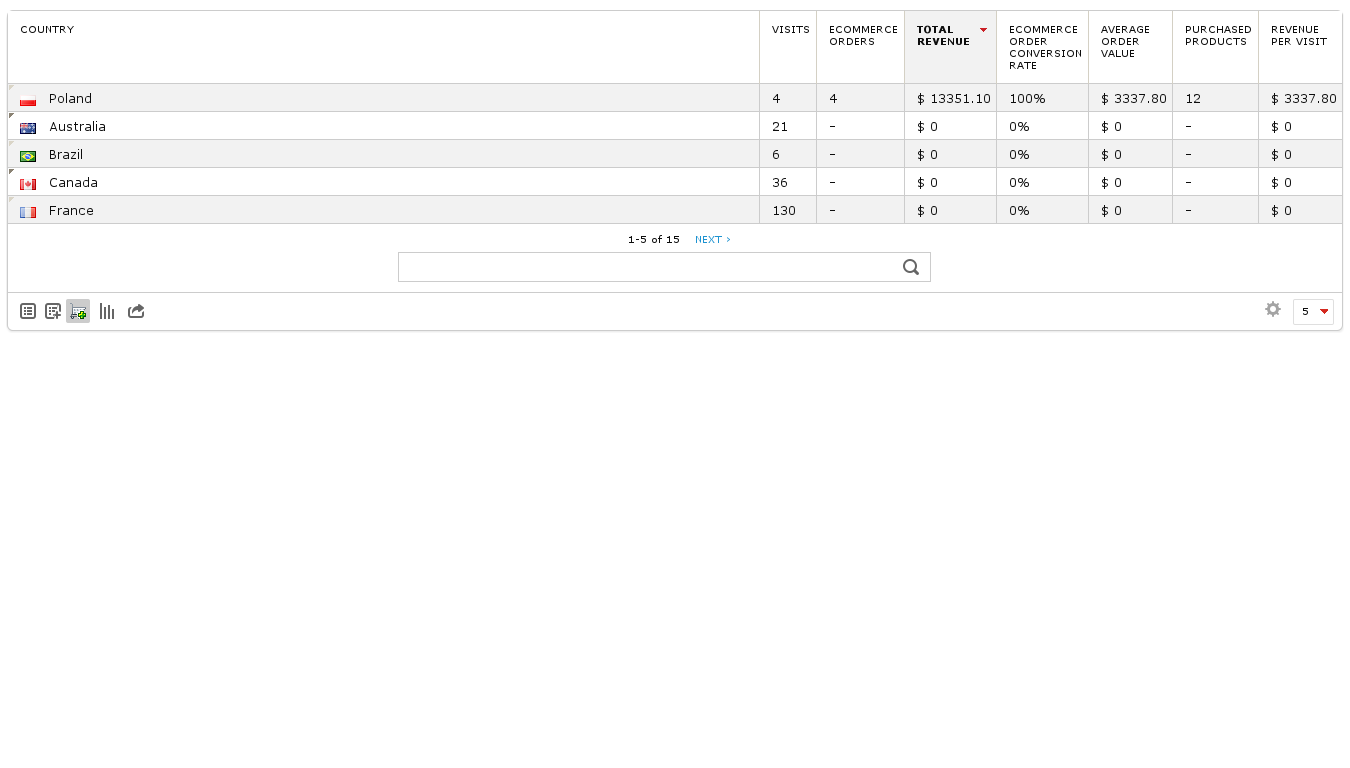 COUNTRY VISITS ECOMMERCE ORDERS TOTAL REVENUE ECOMMERCE ORDER CONVERSION RATE AVERAGE ORDER VALUE PURCHASED PRODUCTS REVENUE PER VISIT
Poland 4 4 $ 13351.10 100% $ 3337.80 12 $ 3337.80
Australia 21 - $ 0 0% $ 0 - $ 0
Brazil 6 - $ 0 0% $ 0 - $ 0
Canada 36 - $ 0 0% $ 0 - $ 0
France 130 - $ 0 0% $ 0 - $ 0
1-5 of 15 NEXT ›
5